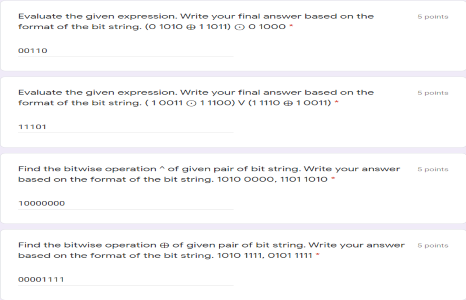 Evaluate the given expression. Write your final answer based on the 5 points
format of the bit string. (0 1010 ⊕ 1 1011) ⊙ 0 1000 *
00110
Evaluate the given expression. Write your final answer based on the 5 points
format of the bit string. ( 1 0011 ⊙ 1 1100) V (1 1110 ⊕ 1 0011) *
11101
Find the bitwise operation ^ of given pair of bit string. Write your answer 5 points
based on the format of the bit string. 1010 0000, 1101 1010 *
10000000
Find the bitwise operation ⊕ of given pair of bit string. Write your answer 5 points
based on the format of the bit string. 1010 1111, 0101 1111 *
00001111